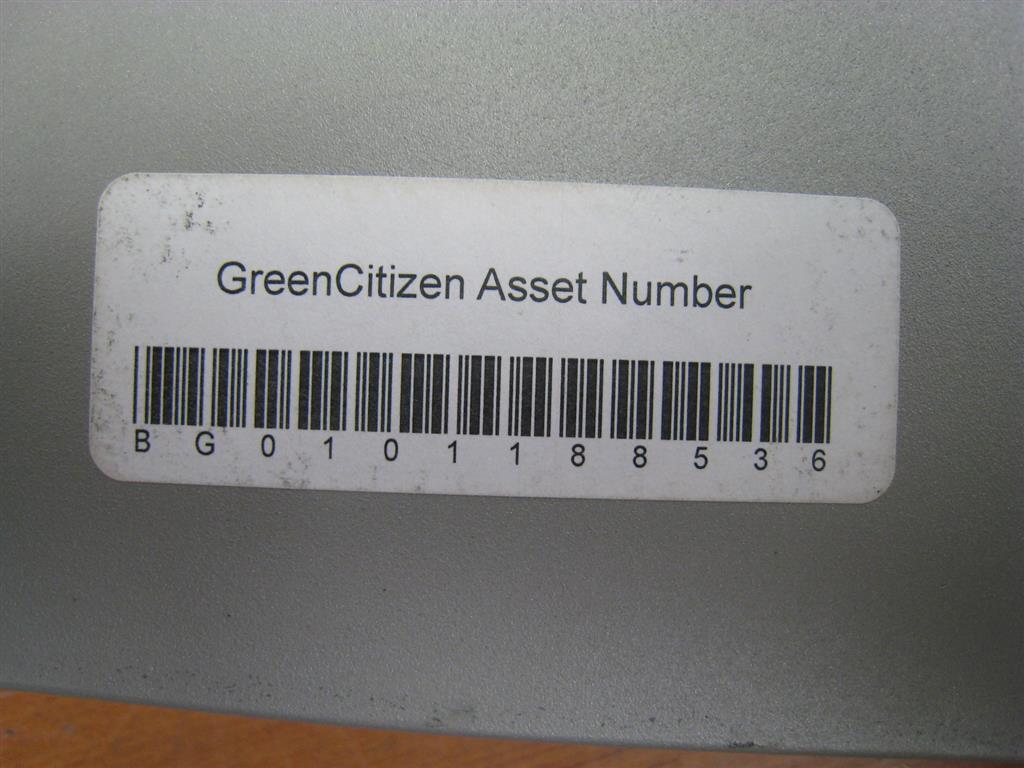 GreenCitizen Asset Number
B G 0 1 0 1 1 8 8 5 3 6